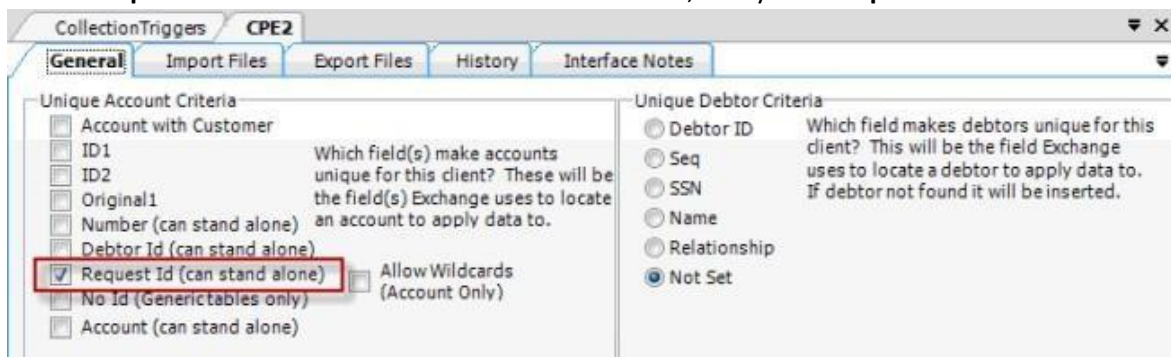 CollectionTriggers CPE2
General Import Files Export Files History Interface Notes
Unique Account Criteria
Account with Customer
ID1
ID2
Original1
Number (can stand alone)
Debtor Id (can stand alone)
Request Id (can stand alone)
No Id (Generic tables only)
Account (can stand alone)
Which field(s) make accounts
unique for this client? These will be
the field(s) Exchange uses to locate
an account to apply data to.
Allow Wildcards
(Account Only)
Unique Debtor Criteria
Debtor ID
Seq
SSN
Name
Relationship
Not Set
Which field makes debtors unique for this
client? This will be the field Exchange
uses to locate a debtor to apply data to.
If debtor not found it will be inserted.